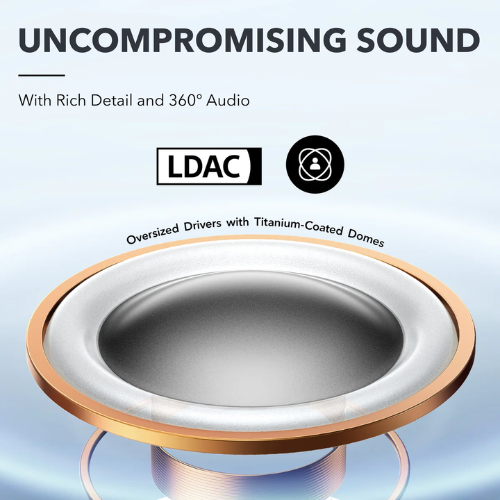 UNCOMPROMISING SOUND
With Rich Detail and 360° Audio
LDAC
Oversized Drivers with Titanium-Coated Domes